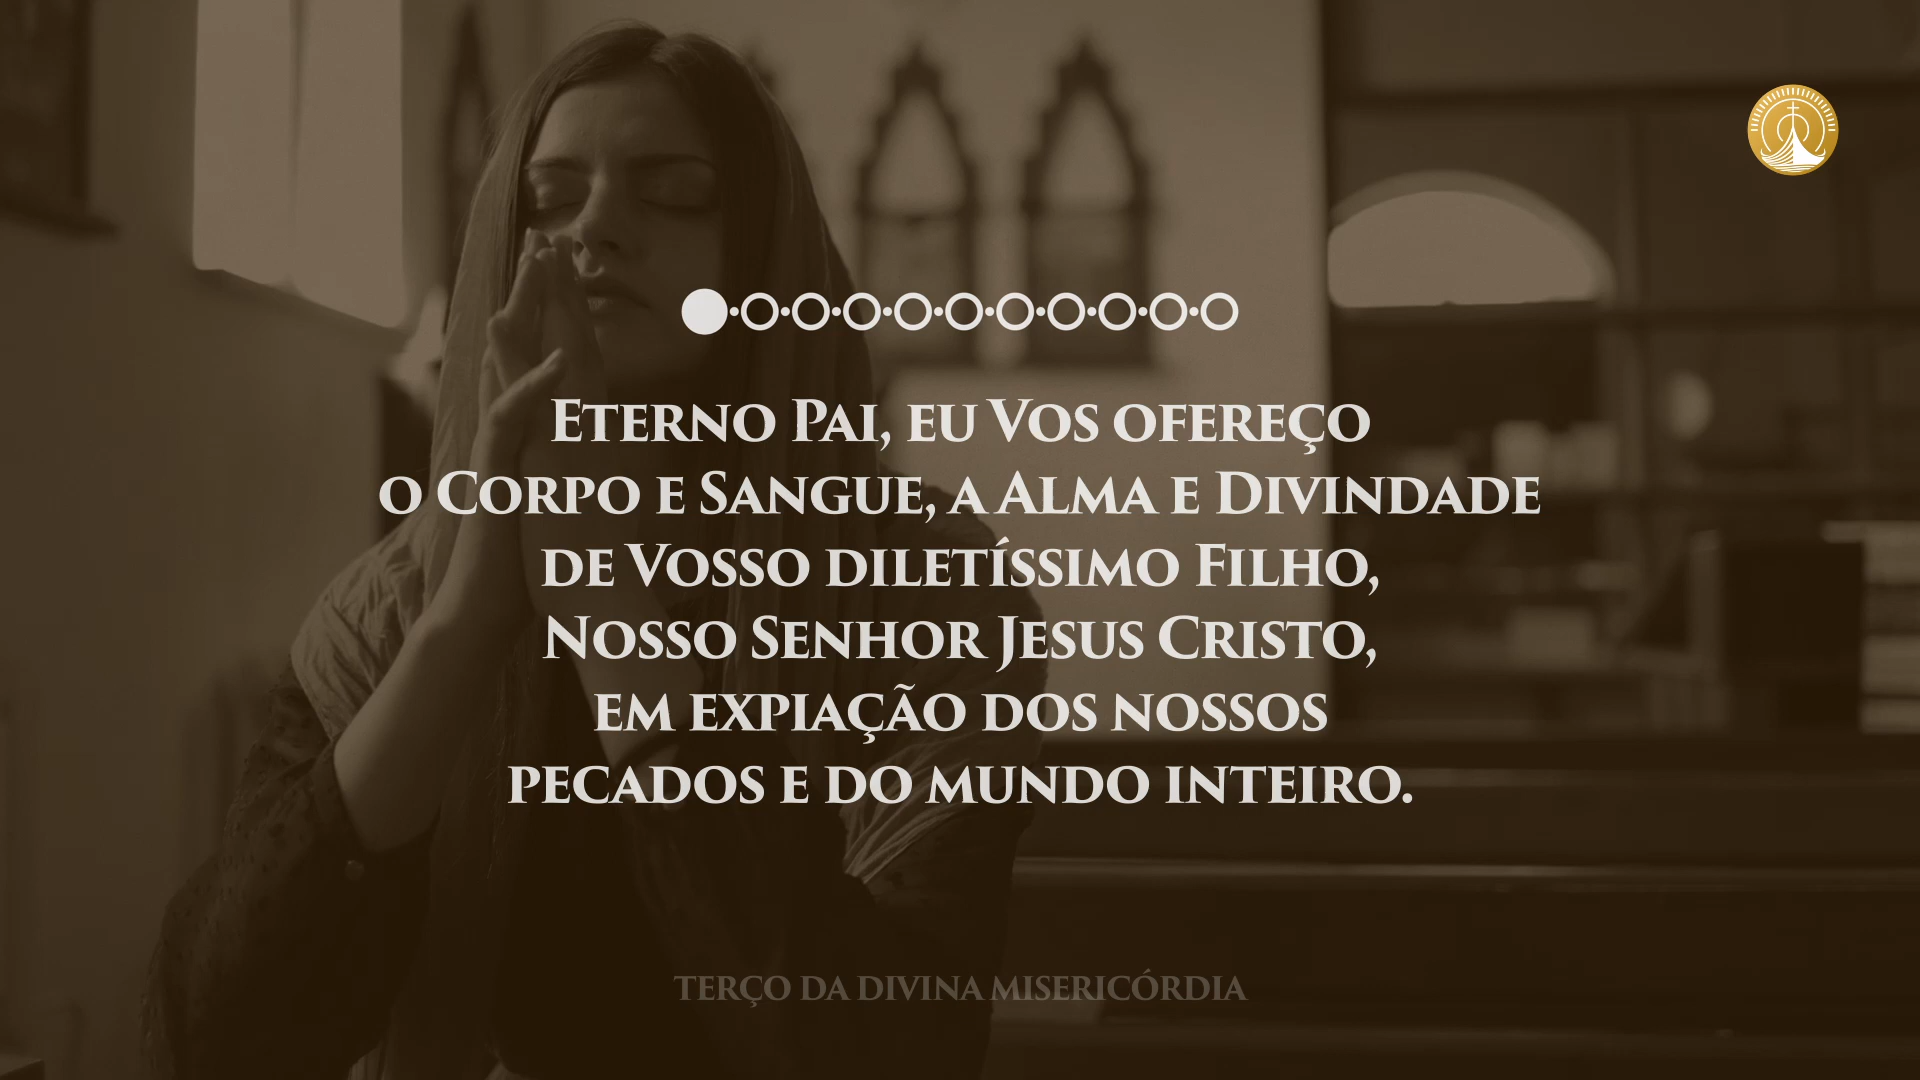 Eterno Pai, eu Vos ofereço
o Corpo e Sangue, a Alma e Divindade
de Vosso diletíssimo Filho,
Nosso Senhor Jesus Cristo,
em expiação dos nossos
pecados e do mundo inteiro.
TERÇO DA DIVINA MISERICÓRDIA